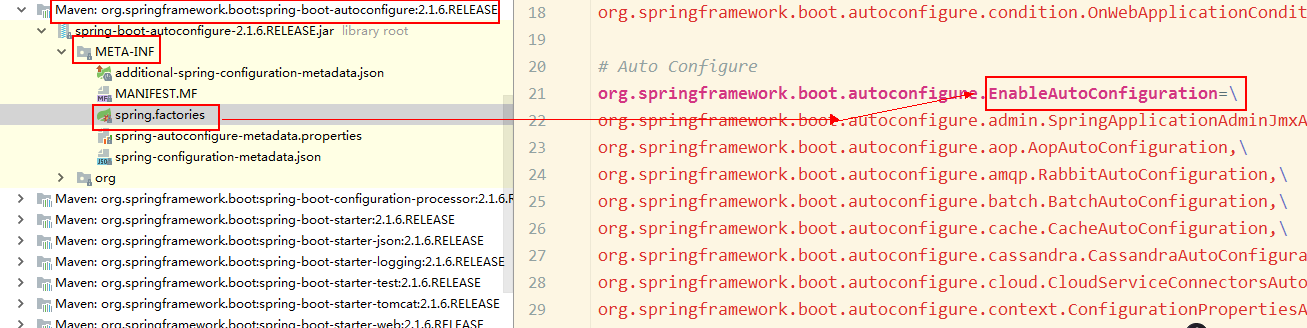 Maven: org.springframework.boot:spring-boot-autoconfigure:2.1.6.RELEASE
spring-boot-autoconfigure-2.1.6.RELEASE.jar library root
META-INF
additional-spring-configuration-metadata.json
MANIFEST.MF
spring.factories
spring-autoconfigure-metadata.properties
spring-configuration-metadata.json
org
Maven: org.springframework.boot:spring-boot-configuration-processor:2.1.6.R
Maven: org.springframework.boot:spring-boot-starter:2.1.6.RELEASE
Maven: org.springframework.boot:spring-boot-starter-json:2.1.6.RELEASE
Maven: org.springframework.boot:spring-boot-starter-logging:2.1.6.RELEASE
Maven: org.springframework.boot:spring-boot-starter-test:2.1.6.RELEASE
Maven: org.springframework.boot:spring-boot-starter-tomcat:2.1.6.RELEASE
Maven: org.springframework.boot:spring-boot-starter-web:2.1.6.RELEASE
18 org.springframework.boot.autoconfigure.condition.OnWebApplicationCondit
19
20 # Auto Configure
21 org.springframework.boot.autoconfigure.EnableAutoConfiguration=\
22 org.springframework.boot.autoconfigure.admin.SpringApplicationAdminJmxA
23 org.springframework.boot.autoconfigure.aop.AopAutoConfiguration,\
24 org.springframework.boot.autoconfigure.amqp.RabbitAutoConfiguration,\
25 org.springframework.boot.autoconfigure.batch.BatchAutoConfiguration,\
26 org.springframework.boot.autoconfigure.cache.CacheAutoConfiguration,\
27 org.springframework.boot.autoconfigure.cassandra.CassandraAutoConfigura
28 org.springframework.boot.autoconfigure.cloud.CloudServiceConnectorsAuto
29 org.springframework.boot.autoconfigure.context.ConfigurationPropertiesA